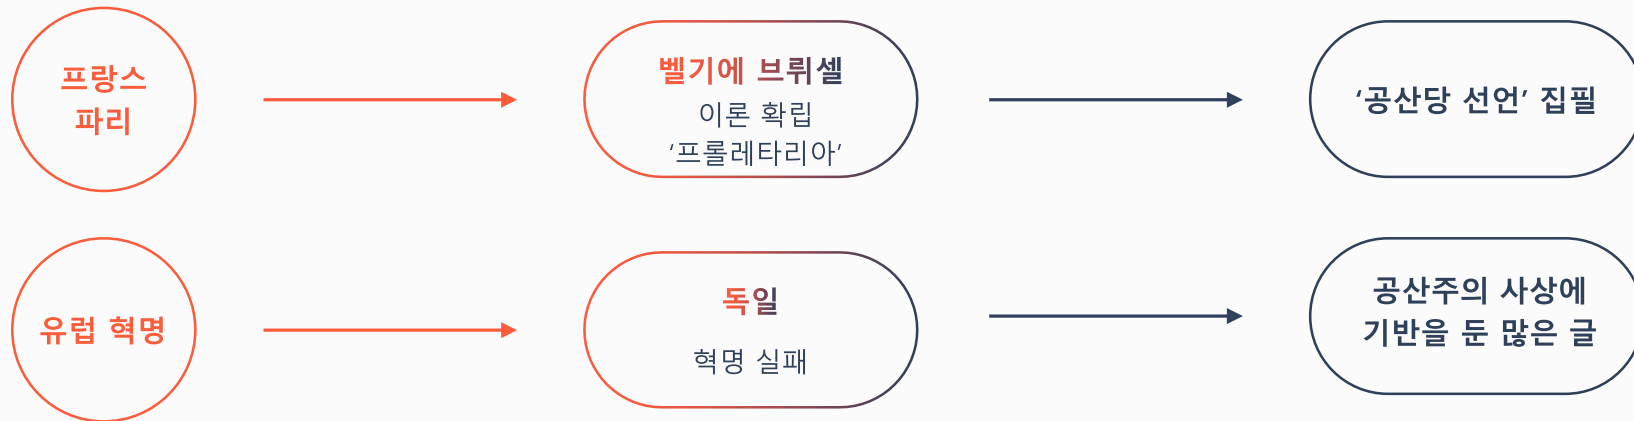 프랑스
파리
벨기에 브뤼셀
이론 확립
‘프롤레타리아’
‘공산당 선언’ 집필
유럽 혁명
독일
혁명 실패
공산주의 사상에
기반을 둔 많은 글